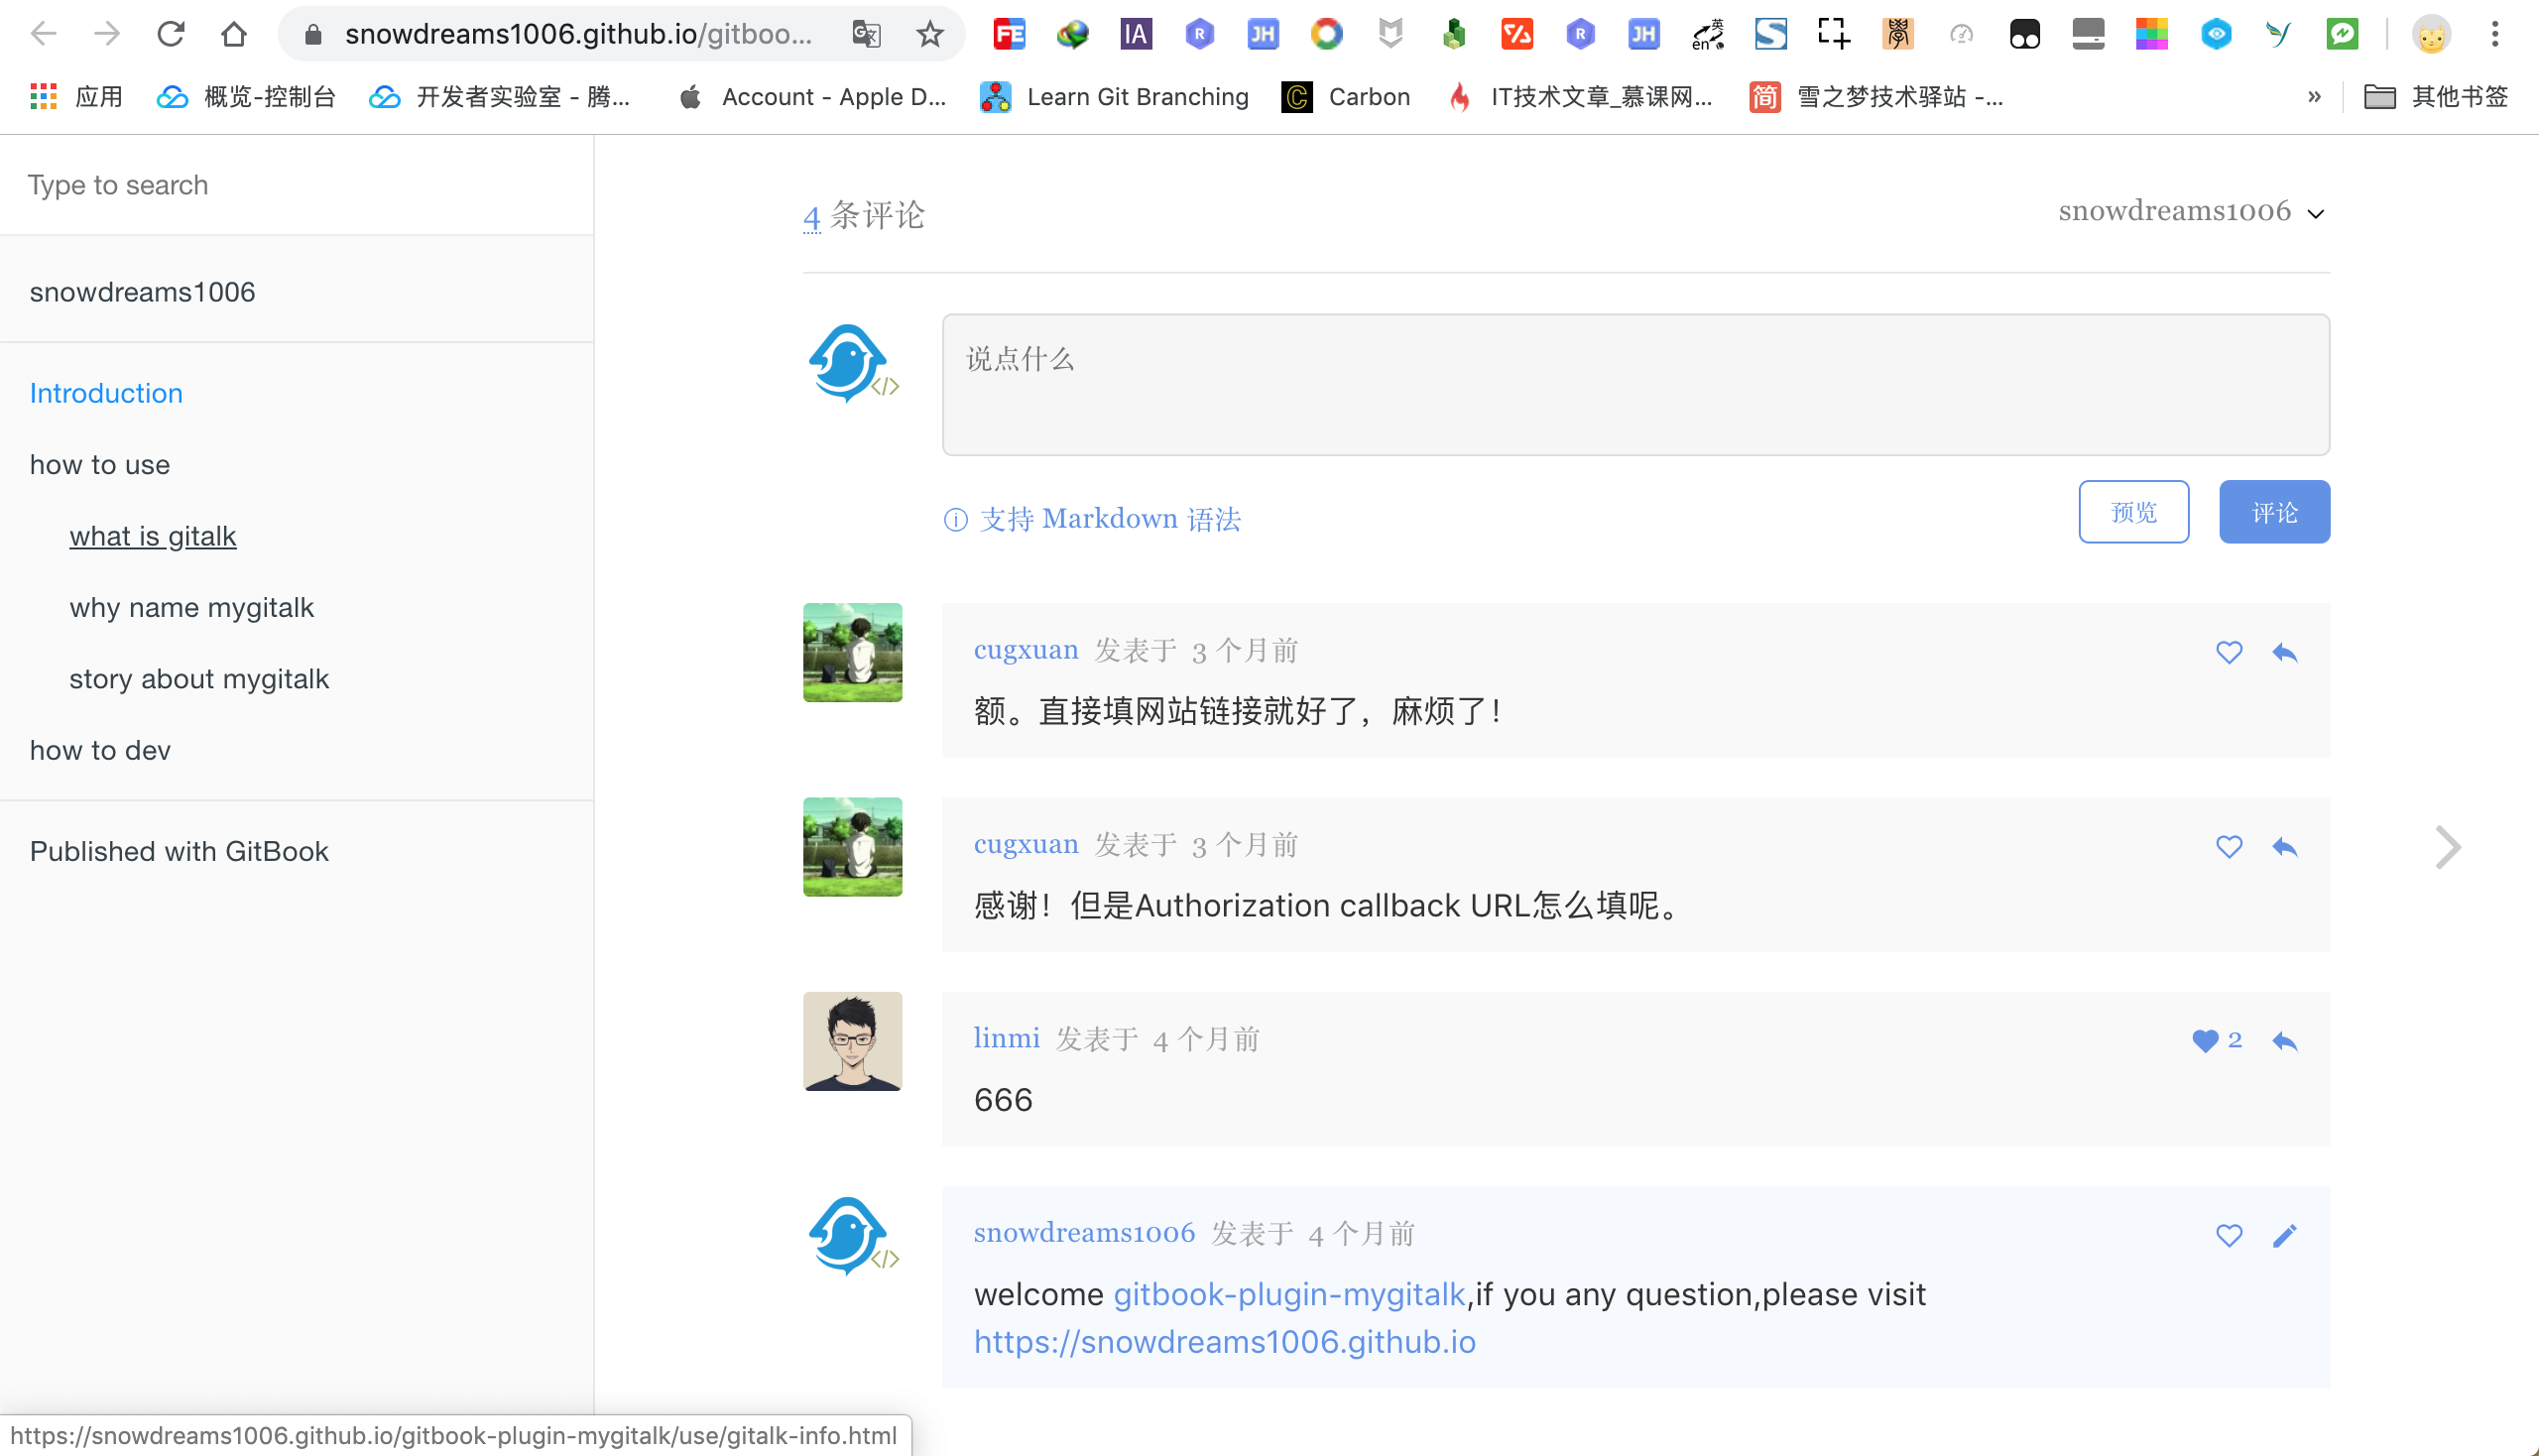 snowdreams1006.github.io/gitboo...
FE
IA
R
JH
R
JH
en英
S
學
应用
概览-控制台
开发者实验室 - 腾...
Account - Apple D...
Learn Git Branching
C
Carbon
IT技术文章_慕课网...
简
雪之梦技术驿站 -...
»
其他书签
Type to search
snowdreams1006
Introduction
how to use
what is gitalk
why name mygitalk
story about mygitalk
how to dev
Published with GitBook
4 条评论
snowdreams1006
说点什么
支持 Markdown 语法
预览
评论
cugxuan 发表于 3 个月前
额。直接填网站链接就好了，麻烦了！
cugxuan 发表于 3 个月前
感谢！但是Authorization callback URL怎么填呢。
linmi 发表于 4 个月前
2
666
snowdreams1006 发表于 4 个月前
welcome gitbook-plugin-mygitalk,if you any question,please visit
https://snowdreams1006.github.io
https://snowdreams1006.github.io/gitbook-plugin-mygitalk/use/gitalk-info.html